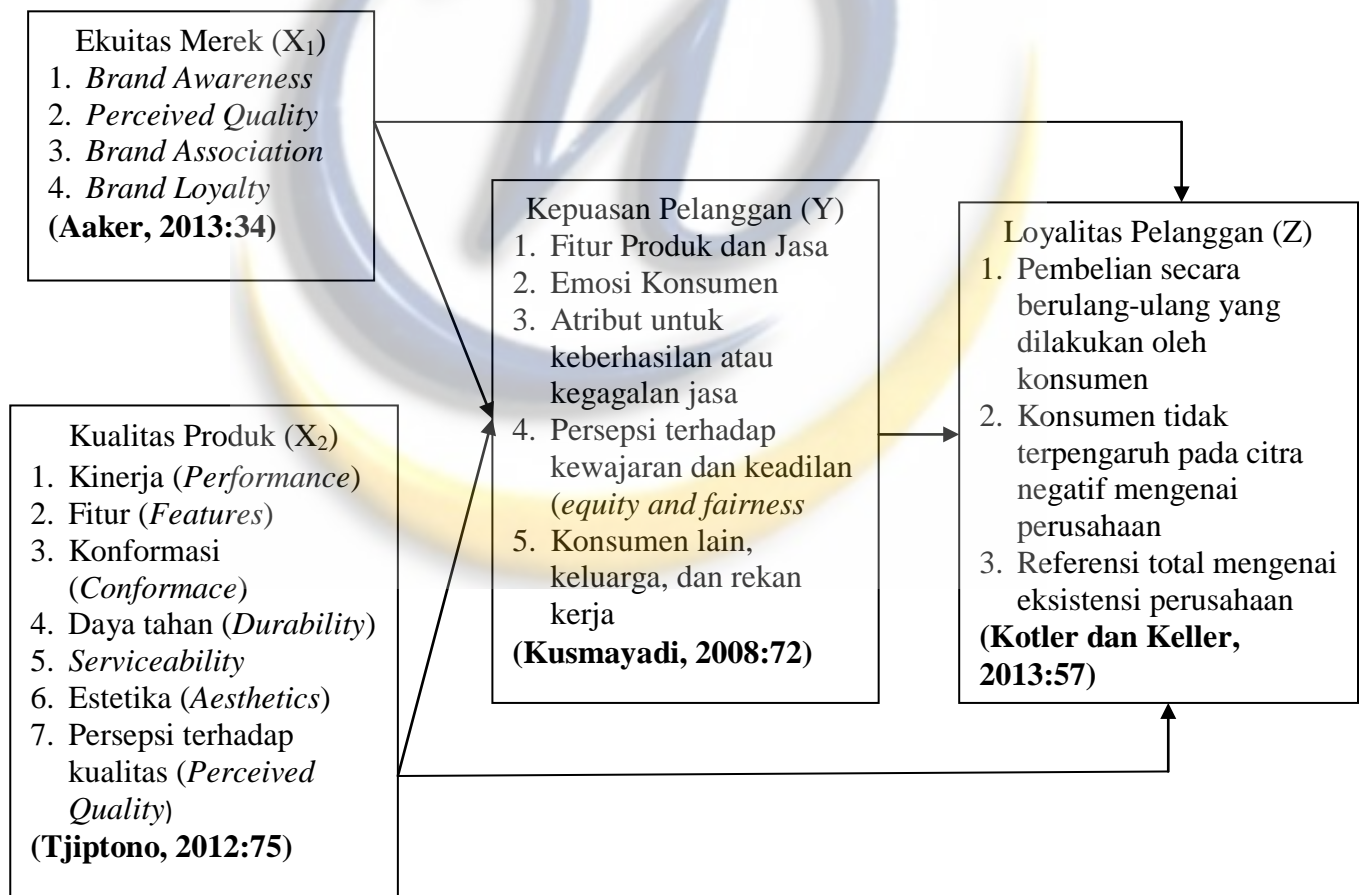 Ekuitas Merek (X₁)
1. Brand Awareness
2. Perceived Quality
3. Brand Association
4. Brand Loyalty
(Aaker, 2013:34)
Kualitas Produk (X₂)
1. Kinerja (Performance)
2. Fitur (Features)
3. Konformasi
(Conformace)
4. Daya tahan (Durability)
5. Serviceability
6. Estetika (Aesthetics)
7. Persepsi terhadap
kualitas (Perceived
Quality)
(Tjiptono, 2012:75)
Kepuasan Pelanggan (Y)
1. Fitur Produk dan Jasa
2. Emosi Konsumen
3. Atribut untuk
keberhasilan atau
kegagalan jasa
4. Persepsi terhadap
kewajaran dan keadilan
(equity and fairness
5. Konsumen lain,
keluarga, dan rekan
kerja
(Kusmayadi, 2008:72)
Loyalitas Pelanggan (Z)
1. Pembelian secara
berulang-ulang yang
dilakukan oleh
konsumen
2. Konsumen tidak
terpengaruh pada citra
negatif mengenai
perusahaan
3. Referensi total mengenai
eksistensi perusahaan
(Kotler dan Keller,
2013:57)